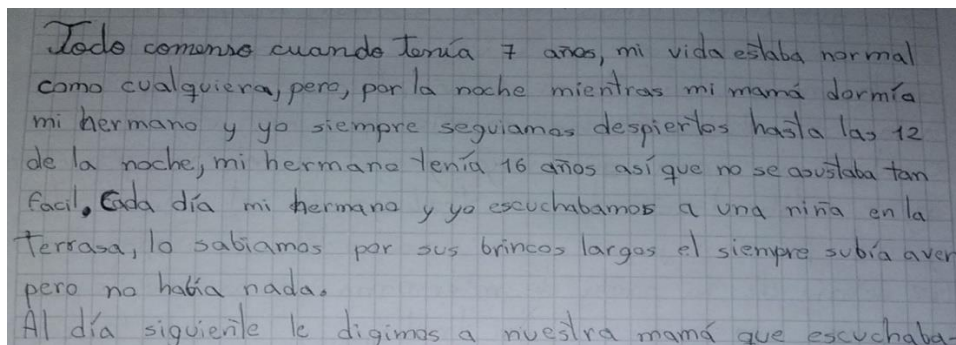 Todo comenso cuando tenía 7 años, mi vida estaba normal
como cualquiera, pero, por la noche mientras mi mamá dormía
mi hermano y yo siempre seguiamos despiertos hasta las 12
de la noche, mi hermano tenía 16 años así que no se asustaba tan
facil. Cada día mi hermano y yo escuchabamos a una niña en la
terrasa, lo sabiamos por sus brincos largos el siempre subía aver
pero no había nada.
Al día siguiente le digimos a nuestra mamá que escuchaba-